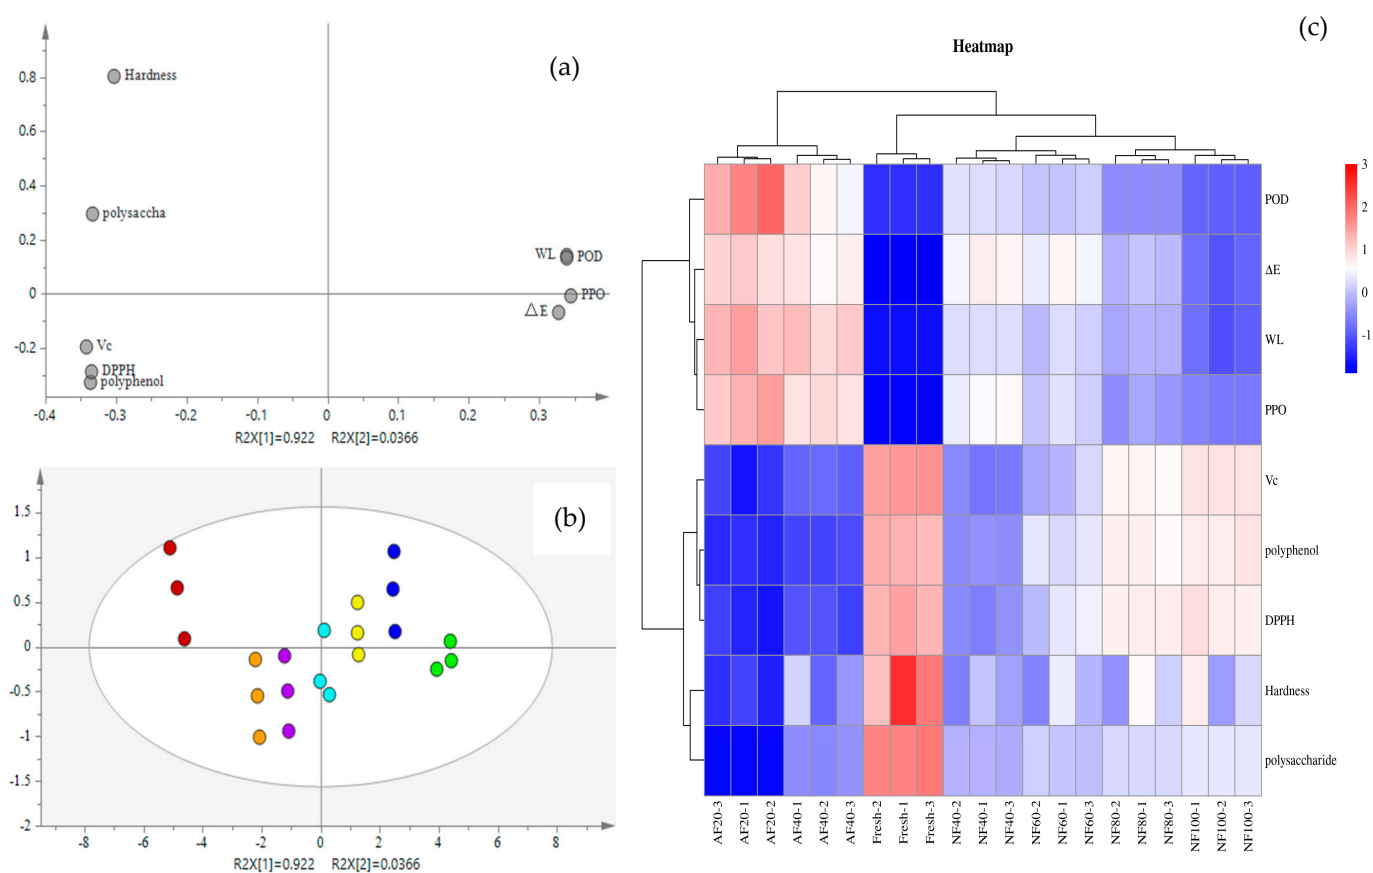 (a)
0.8
0.6
0.4
0.2
0
-0.2
Hardness
polysaccha
WL
POD
PPO
△E
Vc
DPPH
polyphenol
-0.4 -0.3 -0.2 -0.1 0 0.1 0.2 0.3
R2X[1]=0.922 R2X[2]=0.0366
(b)
1.5
1
0.5
0
-0.5
-1
-1.5
-2
-8 -6 -4 -2 0 2 4 6 8
R2X[1]=0.922 R2X[2]=0.0366
(c)
Heatmap
POD
ΔE
WL
PPO
Vc
polyphenol
DPPH
Hardness
polysaccharide
AF20-3
AF20-1
AF20-2
AF40-1
AF40-2
AF40-3
Fresh-2
Fresh-1
Fresh-3
NF40-2
NF40-1
NF40-3
NF60-2
NF60-1
NF60-3
NF80-2
NF80-1
NF80-3
NF100-1
NF100-2
NF100-3
3
2
1
0
-1